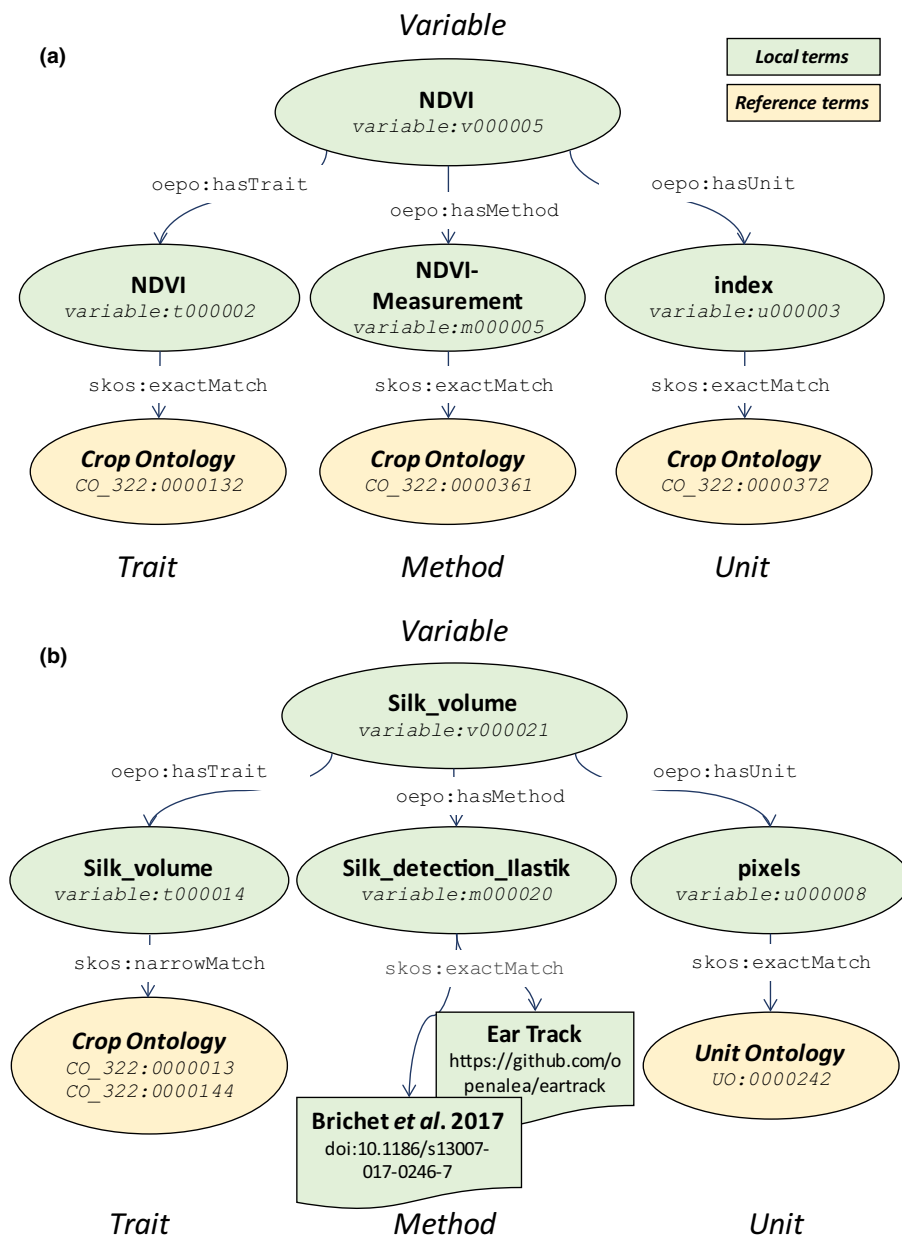 Variable
(a)
Local terms
Reference terms
NDVI
variable:v000005
oepo:hasTrait
oepo:hasUnit
oepo:hasMethod
NDVI
variable:t000002
NDVI-
Measurement
variable:m000005
index
variable:u000003
skos:exactMatch
skos:exactMatch
skos:exactMatch
Crop Ontology
CO_322:0000132
Crop Ontology
CO_322:0000361
Crop Ontology
CO_322:0000372
Trait
Method
Unit
Variable
(b)
Silk_volume
variable:v000021
oepo:hasTrait
oepo:hasUnit
oepo:hasMethod
Silk_volume
variable:t000014
Silk_detection_Ilastik
variable:m000020
pixels
variable:u000008
skos:narrowMatch
skos:exactMatch
skos:exactMatch
Crop Ontology
CO_322:0000013
CO_322:0000144
Ear Track
https://github.com/o
penalea/eartrack
Brichet et al. 2017
doi:10.1186/s13007-
017-0246-7
Unit Ontology
UO:0000242
Trait
Method
Unit